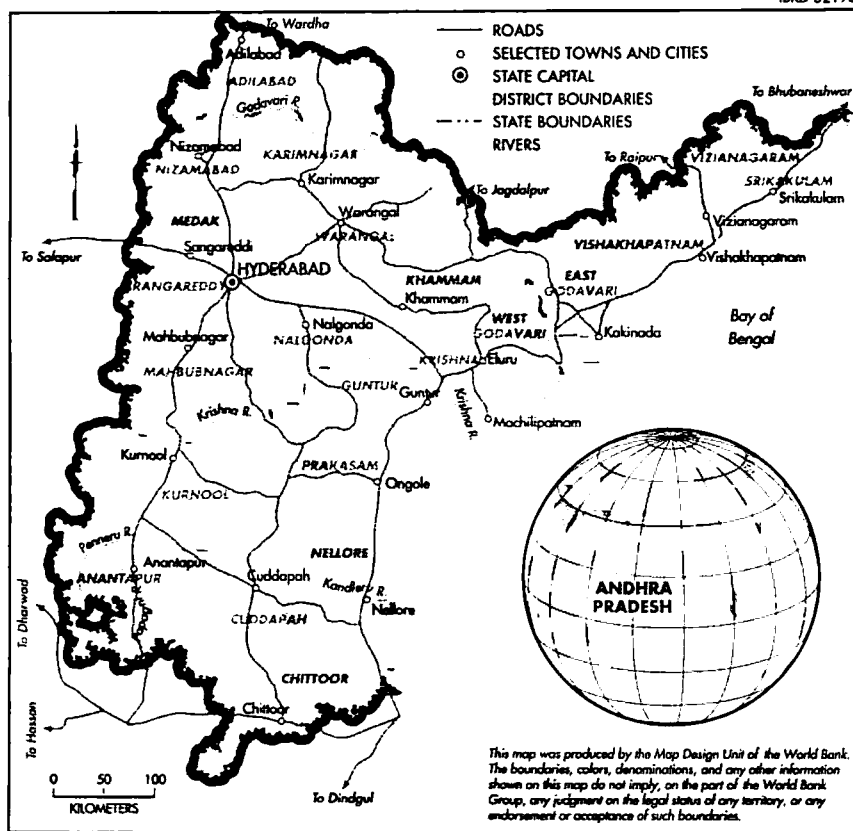 To Wardha
ROADS
SELECTED TOWNS AND CITIES
STATE CAPITAL
DISTRICT BOUNDARIES
STATE BOUNDARIES
RIVERS
Adilabad
ADILABAD
Godavari R.
To Bhubaneshwar
Nizamabad
NIZAMABAD
KARIMNAGAR
Karimnagar
To Raipur
VIZIANAGARAM
SRIKAKULAM
Srikakulam
To Jagdalpur
MEDAK
Warangal
WARANGAL
Vizianagaram
VISHAKHAPATNAM
Vishakhapatnam
To Solapur
Sangareddi
HYDERABAD
RANGAREDDY
KHAMMAM
Khammam
EAST
GODAVARI
WEST
GODAVARI
Kakinada
Bay of
Bengal
Mahbubnagar
MAHBUBNAGAR
Nalgonda
NALGONDA
KRISHNA
Eluru
GUNTUR
Guntur
Krishna R.
Krishna R.
Machilipatnam
Kurnool
KURNOOL
PRAKASAM
Ongole
Penneru R.
Anantapur
ANANTAPUR
NELLORE
Cuddapah
CUDDAPAH
Nellore
ANDHRA
PRADESH
To Dharwad
CHITTOOR
Chittoor
To Hassan
To Dindgul
0 50 100
KILOMETERS
This map was produced by the Map Design Unit of the World Bank.
The boundaries, colors, denominations, and any other information
shown on this map do not imply, on the part of the World Bank
Group, any judgment on the legal status of any territory, or any
endorsement or acceptance of such boundaries.